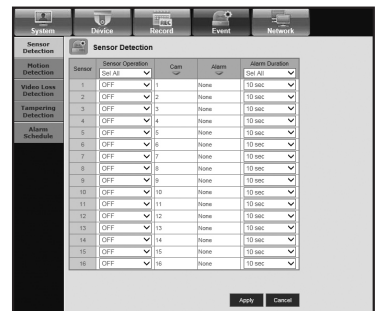 System Device Record Event Network
REC
Sensor Detection
Motion Detection
Video Loss Detection
Tampering Detection
Alarm Schedule
Sensor Detection
Sensor Sensor Operation Cam Alarm Alarm Duration
Sel All Sel All
1 OFF 1 None 10 sec
2 OFF 2 None 10 sec
3 OFF 3 None 10 sec
4 OFF 4 None 10 sec
5 OFF 5 None 10 sec
6 OFF 6 None 10 sec
7 OFF 7 None 10 sec
8 OFF 8 None 10 sec
9 OFF 9 None 10 sec
10 OFF 10 None 10 sec
11 OFF 11 None 10 sec
12 OFF 12 None 10 sec
13 OFF 13 None 10 sec
14 OFF 14 None 10 sec
15 OFF 15 None 10 sec
16 OFF 16 None 10 sec
Apply Cancel